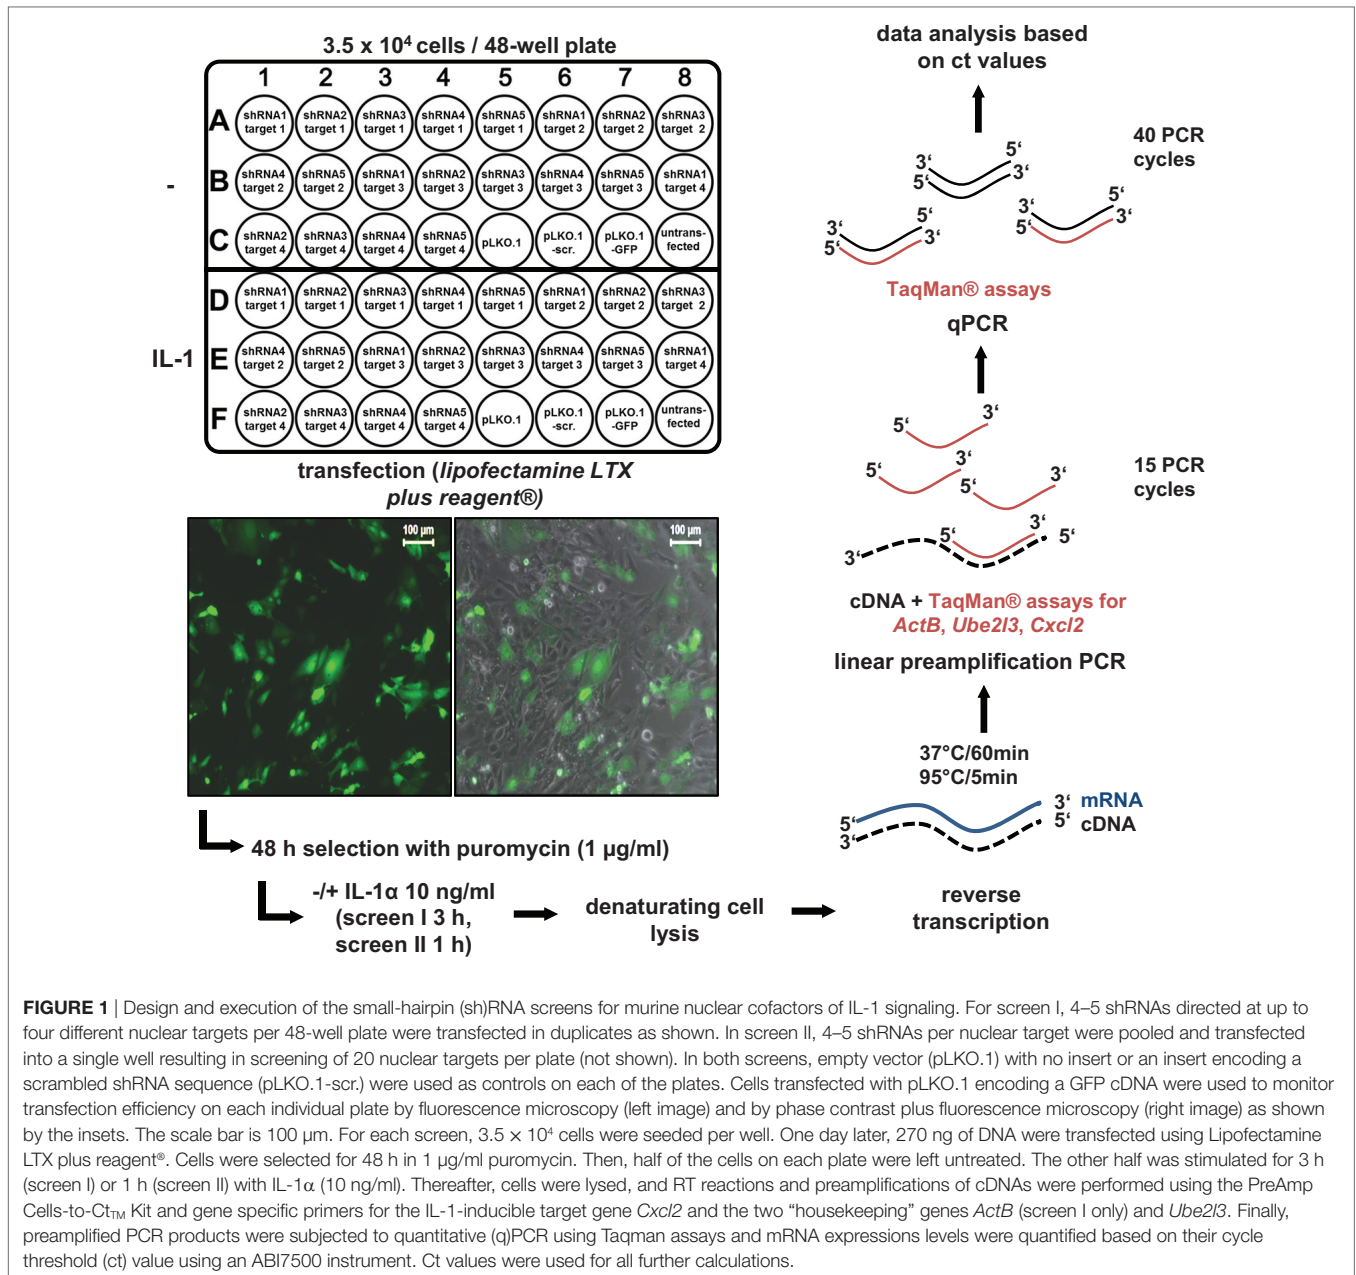 3.5 x 10⁴ cells / 48-well plate
1 2 3 4 5 6 7 8
A
shRNA1 target 1
shRNA2 target 1
shRNA3 target 1
shRNA4 target 1
shRNA5 target 1
shRNA1 target 2
shRNA2 target 2
shRNA3 target 2
-
B
shRNA4 target 2
shRNA5 target 2
shRNA1 target 3
shRNA2 target 3
shRNA3 target 3
shRNA4 target 3
shRNA5 target 3
shRNA1 target 4
C
shRNA2 target 4
shRNA3 target 4
shRNA4 target 4
shRNA5 target 4
pLKO.1
pLKO.1 -scr.
pLKO.1 -GFP
untrans- fected
D
shRNA1 target 1
shRNA2 target 1
shRNA3 target 1
shRNA4 target 1
shRNA5 target 1
shRNA1 target 2
shRNA2 target 2
shRNA3 target 2
IL-1
E
shRNA4 target 2
shRNA5 target 2
shRNA1 target 3
shRNA2 target 3
shRNA3 target 3
shRNA4 target 3
shRNA5 target 3
shRNA1 target 4
F
shRNA2 target 4
shRNA3 target 4
shRNA4 target 4
shRNA5 target 4
pLKO.1
pLKO.1 -scr.
pLKO.1 -GFP
untrans- fected
transfection (lipofectamine LTX
plus reagent®)
100 µm
100 µm
48 h selection with puromycin (1 µg/ml)
-/+ IL-1α 10 ng/ml
(screen I 3 h,
screen II 1 h)
denaturating cell
lysis
reverse
transcription
5‘ 3‘ mRNA
3‘ 5‘ cDNA
37°C/60min
95°C/5min
linear preamplification PCR
cDNA + TaqMan® assays for
ActB, Ube2l3, Cxcl2
3‘ 5‘ 3‘ 5‘
5‘ 3‘
5‘ 3‘
5‘ 3‘
15 PCR
cycles
qPCR
TaqMan® assays
3‘ 5‘
5‘ 3‘
3‘ 5‘
5‘ 3‘
3‘ 5‘
5‘ 3‘
40 PCR
cycles
data analysis based
on ct values
FIGURE 1 | Design and execution of the small-hairpin (sh)RNA screens for murine nuclear cofactors of IL-1 signaling. For screen I, 4–5 shRNAs directed at up to
four different nuclear targets per 48-well plate were transfected in duplicates as shown. In screen II, 4–5 shRNAs per nuclear target were pooled and transfected
into a single well resulting in screening of 20 nuclear targets per plate (not shown). In both screens, empty vector (pLKO.1) with no insert or an insert encoding a
scrambled shRNA sequence (pLKO.1-scr.) were used as controls on each of the plates. Cells transfected with pLKO.1 encoding a GFP cDNA were used to monitor
transfection efficiency on each individual plate by fluorescence microscopy (left image) and by phase contrast plus fluorescence microscopy (right image) as shown
by the insets. The scale bar is 100 µm. For each screen, 3.5 × 10⁴ cells were seeded per well. One day later, 270 ng of DNA were transfected using Lipofectamine
LTX plus reagent®. Cells were selected for 48 h in 1 µg/ml puromycin. Then, half of the cells on each plate were left untreated. The other half was stimulated for 3 h
(screen I) or 1 h (screen II) with IL-1α (10 ng/ml). Thereafter, cells were lysed, and RT reactions and preamplifications of cDNAs were performed using the PreAmp
Cells-to-Ct™ Kit and gene specific primers for the IL-1-inducible target gene Cxcl2 and the two “housekeeping” genes ActB (screen I only) and Ube2l3. Finally,
preamplified PCR products were subjected to quantitative (q)PCR using Taqman assays and mRNA expressions levels were quantified based on their cycle
threshold (ct) value using an ABI7500 instrument. Ct values were used for all further calculations.